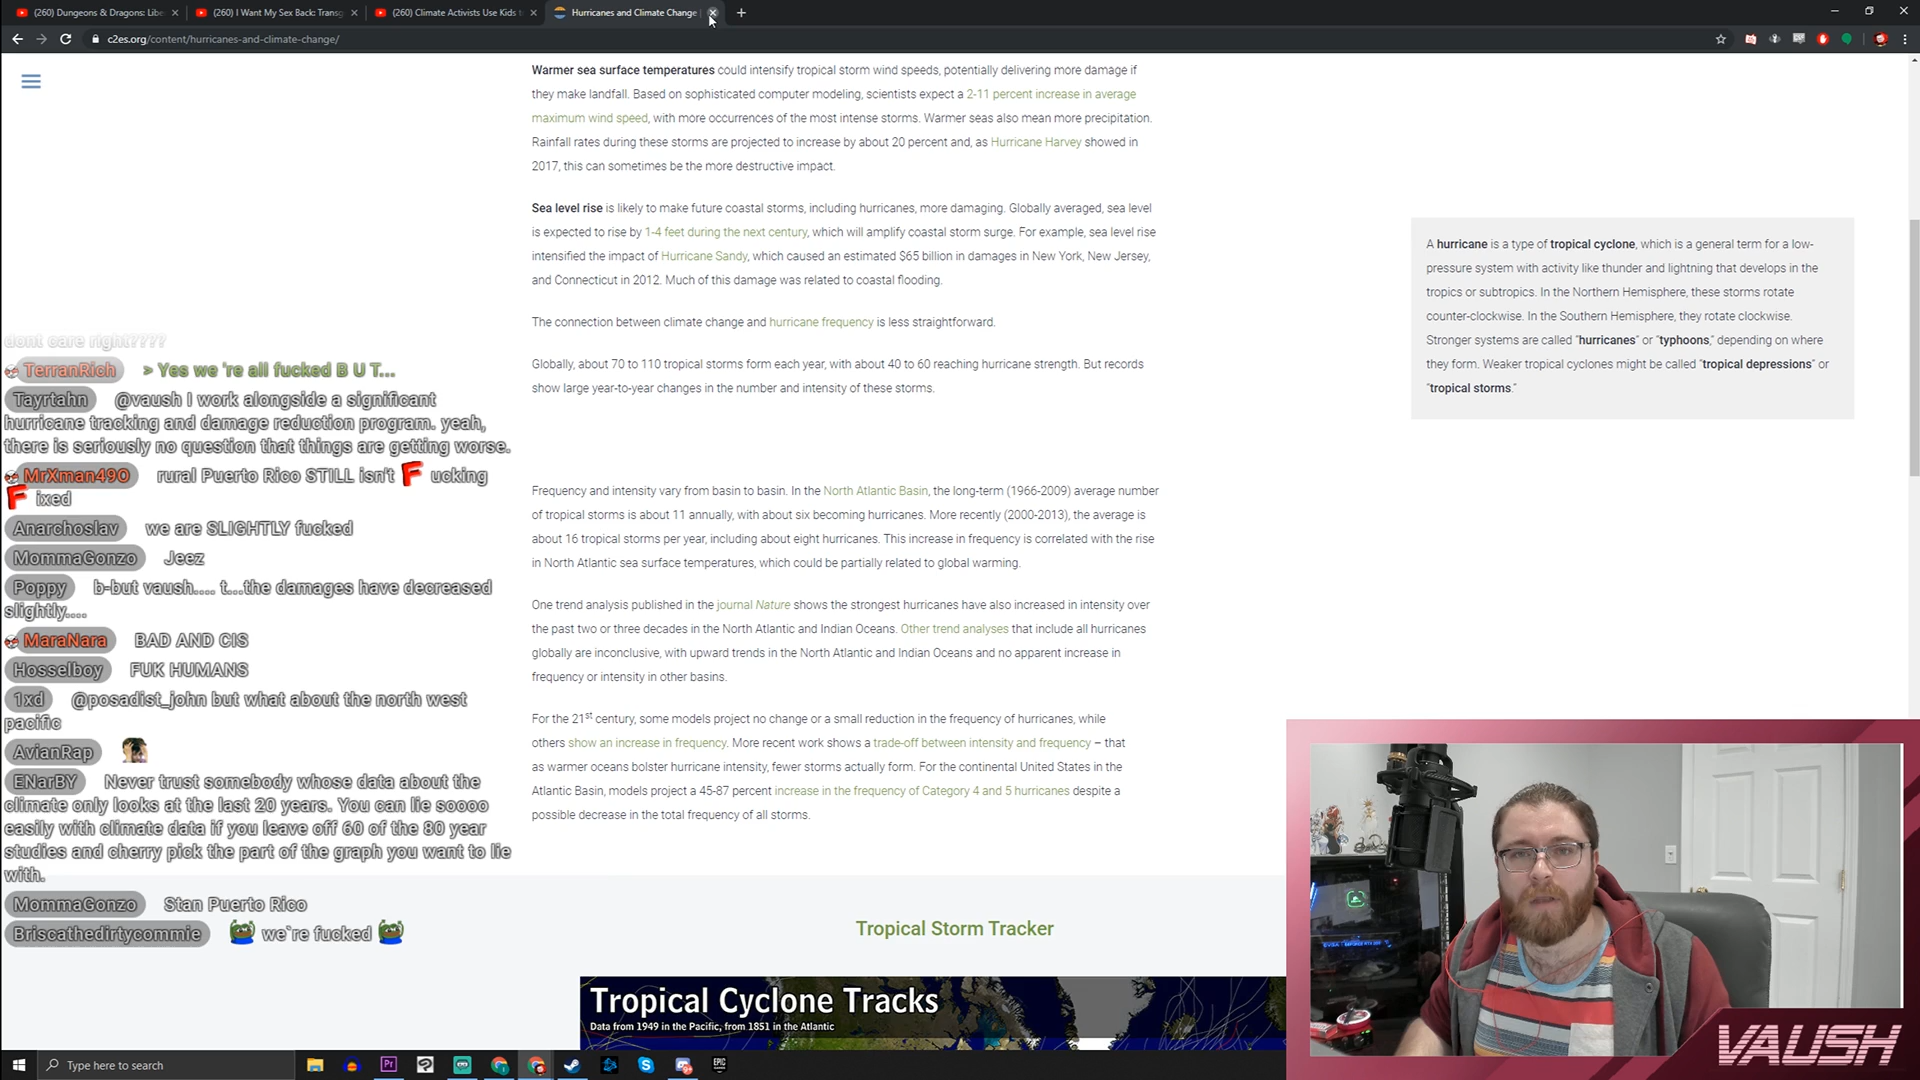 (260) Dungeons & Dragons: Libe
(260) I Want My Sex Back: Transg
(260) Climate Activists Use Kids t
Hurricanes and Climate Change
c2es.org/content/hurricanes-and-climate-change/
Warmer sea surface temperatures could intensify tropical storm wind speeds, potentially delivering more damage if
they make landfall. Based on sophisticated computer modeling, scientists expect a 2-11 percent increase in average
maximum wind speed, with more occurrences of the most intense storms. Warmer seas also mean more precipitation.
Rainfall rates during these storms are projected to increase by about 20 percent and, as Hurricane Harvey showed in
2017, this can sometimes be the more destructive impact.
Sea level rise is likely to make future coastal storms, including hurricanes, more damaging. Globally averaged, sea level
is expected to rise by 1-4 feet during the next century, which will amplify coastal storm surge. For example, sea level rise
intensified the impact of Hurricane Sandy, which caused an estimated $65 billion in damages in New York, New Jersey,
and Connecticut in 2012. Much of this damage was related to coastal flooding.
The connection between climate change and hurricane frequency is less straightforward.
Globally, about 70 to 110 tropical storms form each year, with about 40 to 60 reaching hurricane strength. But records
show large year-to-year changes in the number and intensity of these storms.
Frequency and intensity vary from basin to basin. In the North Atlantic Basin, the long-term (1966-2009) average number
of tropical storms is about 11 annually, with about six becoming hurricanes. More recently (2000-2013), the average is
about 16 tropical storms per year, including about eight hurricanes. This increase in frequency is correlated with the rise
in North Atlantic sea surface temperatures, which could be partially related to global warming.
One trend analysis published in the journal Nature shows the strongest hurricanes have also increased in intensity over
the past two or three decades in the North Atlantic and Indian Oceans. Other trend analyses that include all hurricanes
globally are inconclusive, with upward trends in the North Atlantic and Indian Oceans and no apparent increase in
frequency or intensity in other basins.
For the 21st century, some models project no change or a small reduction in the frequency of hurricanes, while
others show an increase in frequency. More recent work shows a trade-off between intensity and frequency – that
as warmer oceans bolster hurricane intensity, fewer storms actually form. For the continental United States in the
Atlantic Basin, models project a 45-87 percent increase in the frequency of Category 4 and 5 hurricanes despite a
possible decrease in the total frequency of all storms.
A hurricane is a type of tropical cyclone, which is a general term for a low-
pressure system with activity like thunder and lightning that develops in the
tropics or subtropics. In the Northern Hemisphere, these storms rotate
counter-clockwise. In the Southern Hemisphere, they rotate clockwise.
Stronger systems are called "hurricanes" or "typhoons," depending on where
they form. Weaker tropical cyclones might be called "tropical depressions" or
"tropical storms."
dont care right????
TerranRich > Yes we 're all fucked B U T...
Tayrtahn @vaush I work alongside a significant
hurricane tracking and damage reduction program. yeah,
there is seriously no question that things are getting worse.
MrXman490 rural Puerto Rico STILL isn't F ucking
F ixed
Anarchoslav we are SLIGHTLY fucked
MommaGonzo Jeez
Poppy b-but vaush.... t...the damages have decreased
slightly....
MaraNara BAD AND CIS
Hosselboy FUK HUMANS
1xd @posadist_john but what about the north west
pacific
AvianRap
ENarBY Never trust somebody whose data about the
climate only looks at the last 20 years. You can lie soooo
easily with climate data if you leave off 60 of the 80 year
studies and cherry pick the part of the graph you want to lie
with.
MommaGonzo Stan Puerto Rico
Briscathedirtycommie we`re fucked
Tropical Storm Tracker
Tropical Cyclone Tracks
Data from 1949 in the Pacific, from 1851 in the Atlantic
VAUSH
Type here to search
Pr
EPIC